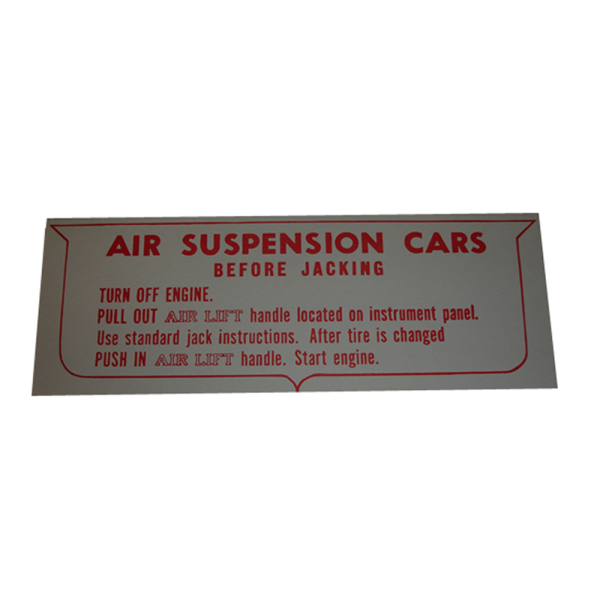 AIR SUSPENSION CARS
BEFORE JACKING
TURN OFF ENGINE.
PULL OUT AIR LIFT handle located on instrument panel.
Use standard jack instructions. After tire is changed
PUSH IN AIR LIFT handle. Start engine.